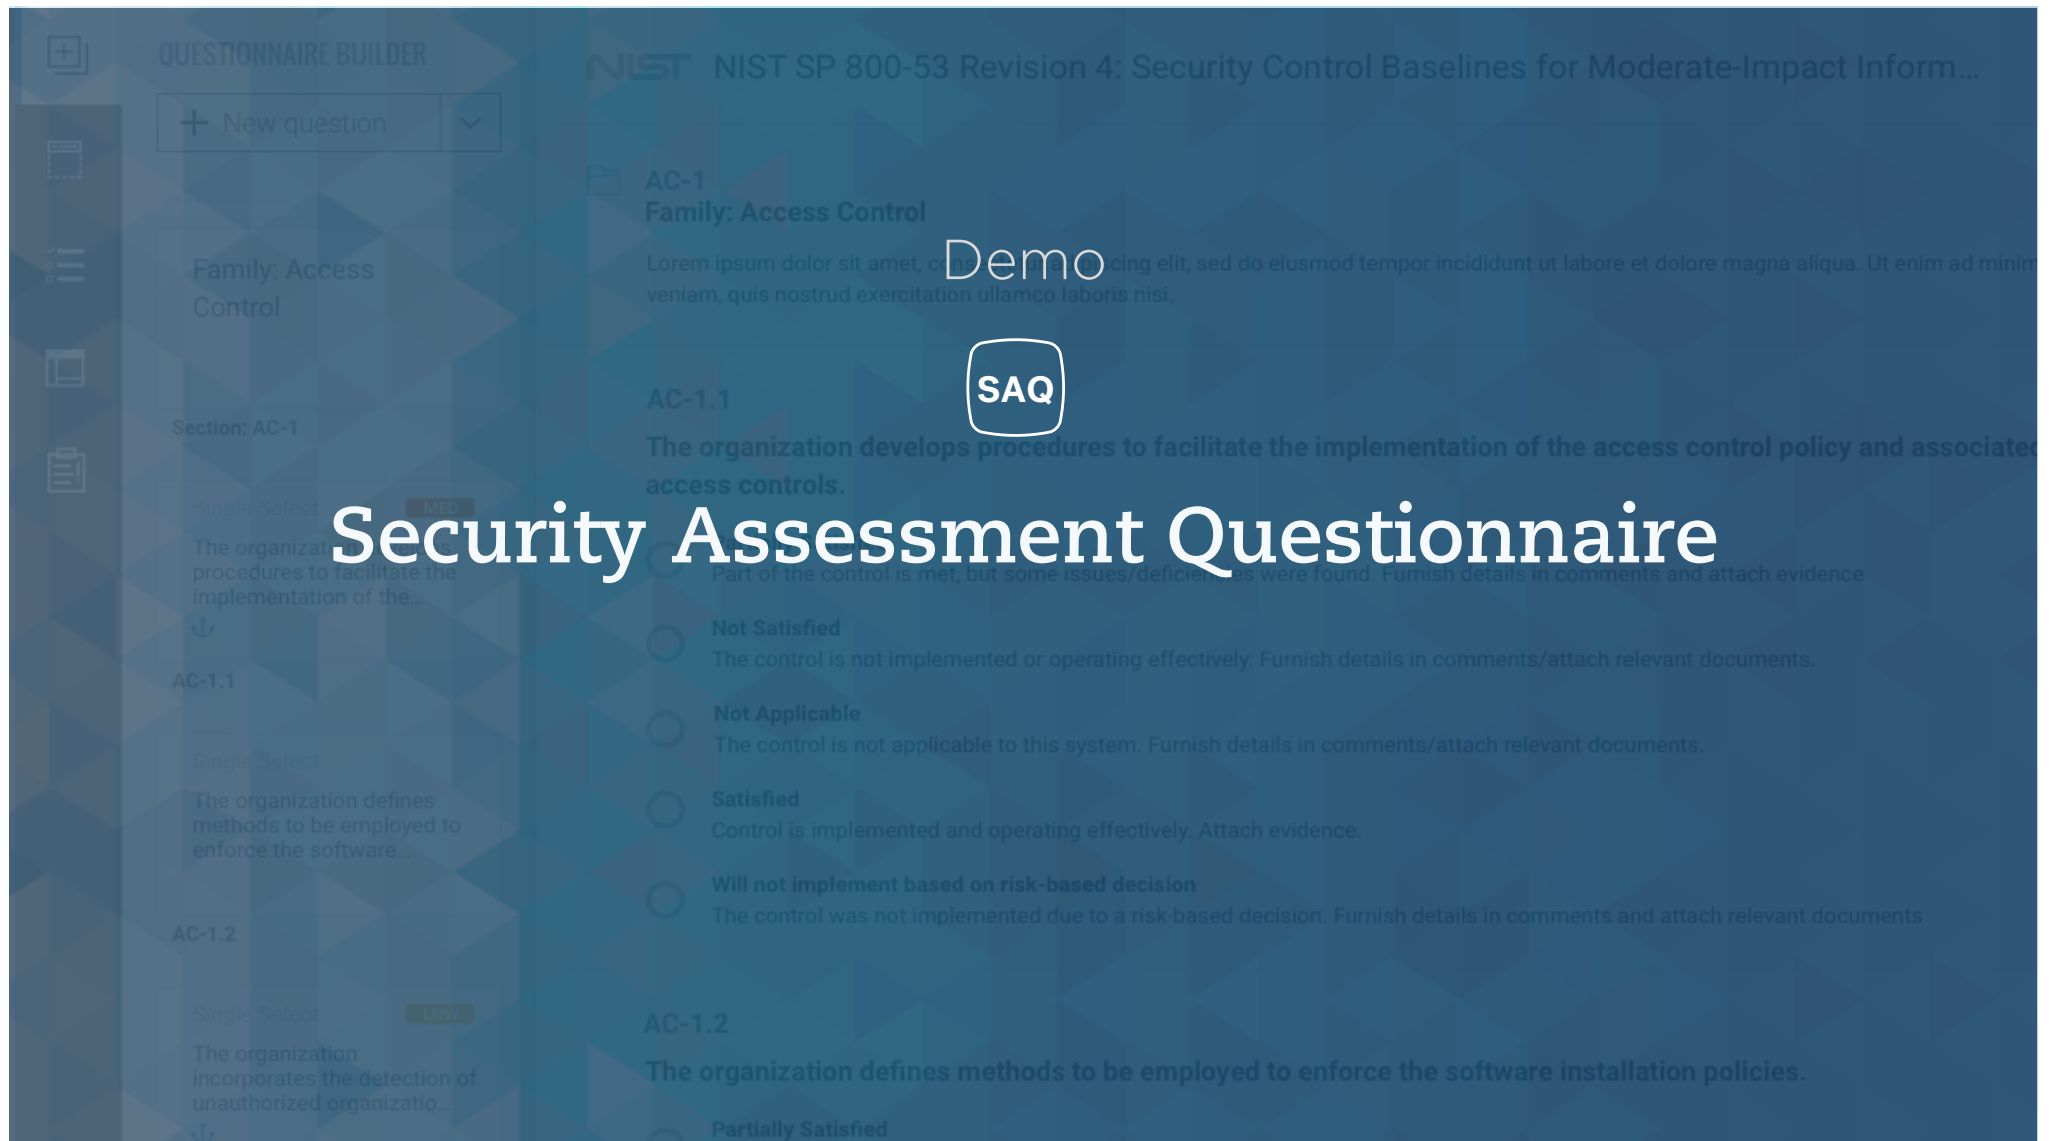 QUESTIONNAIRE BUILDER
New question
Family: Access
Control
Section: AC-1
Single Select
MED
The organization develops
procedures to facilitate the
implementation of the...
AC-1.1
Single Select
The organization defines
methods to be employed to
enforce the software...
AC-1.2
Single Select
LOW
The organization
incorporates the detection of
unauthorized organizatio...
NIST
NIST SP 800-53 Revision 4: Security Control Baselines for Moderate-Impact Inform...
AC-1
Family: Access Control
Demo
Lorem ipsum dolor sit amet, consectetur adipiscing elit, sed do eiusmod tempor incididunt ut labore et dolore magna aliqua. Ut enim ad minim
veniam, quis nostrud exercitation ullamco laboris nisi.
SAQ
AC-1.1
The organization develops procedures to facilitate the implementation of the access control policy and associated
access controls.
Security Assessment Questionnaire
Partially Satisfied
Part of the control is met, but some issues/deficiencies were found. Furnish details in comments and attach evidence
Not Satisfied
The control is not implemented or operating effectively. Furnish details in comments/attach relevant documents.
Not Applicable
The control is not applicable to this system. Furnish details in comments/attach relevant documents.
Satisfied
Control is implemented and operating effectively. Attach evidence.
Will not implement based on risk-based decision
The control was not implemented due to a risk-based decision. Furnish details in comments and attach relevant documents
AC-1.2
The organization defines methods to be employed to enforce the software installation policies.
Partially Satisfied